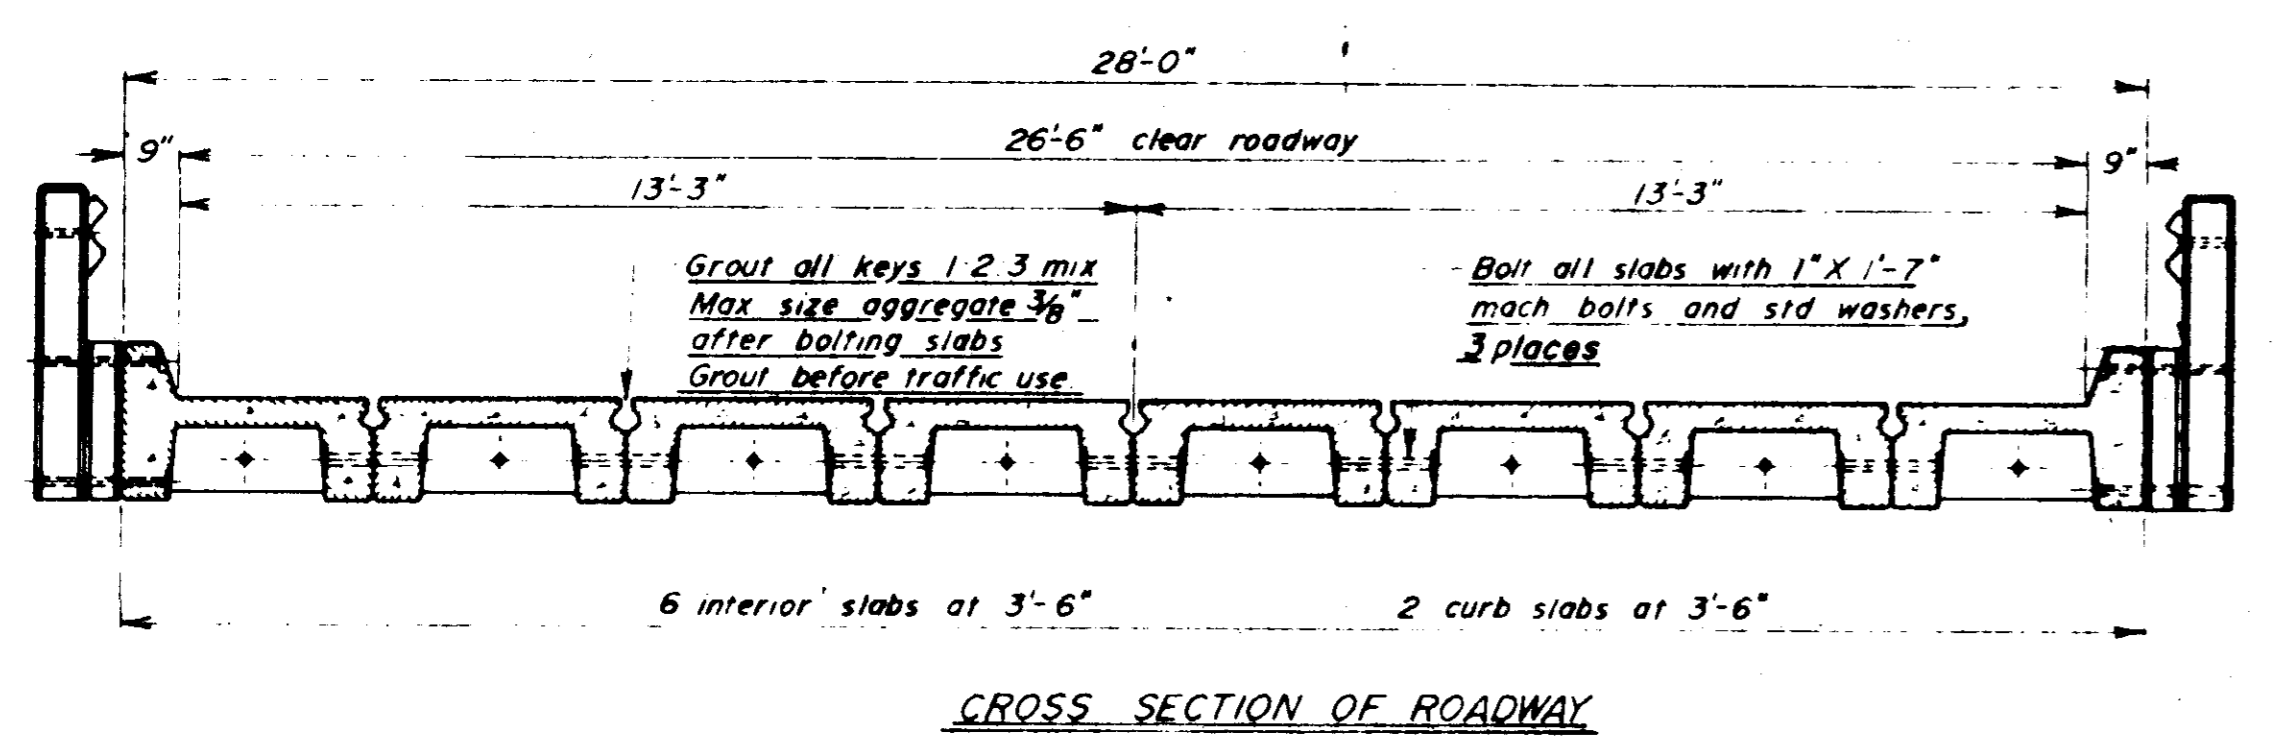 28'-0"
26'-6" clear roadway
9"
9"
13'-3"
13'-3"
Grout all keys 1:2:3 mix
Max size aggregate 3/8"
after bolting slabs
Grout before traffic use.
Bolt all slabs with 1" X 1'-7"
mach bolts and std washers,
3 places
6 interior slabs at 3'-6"
2 curb slabs at 3'-6"
CROSS SECTION OF ROADWAY